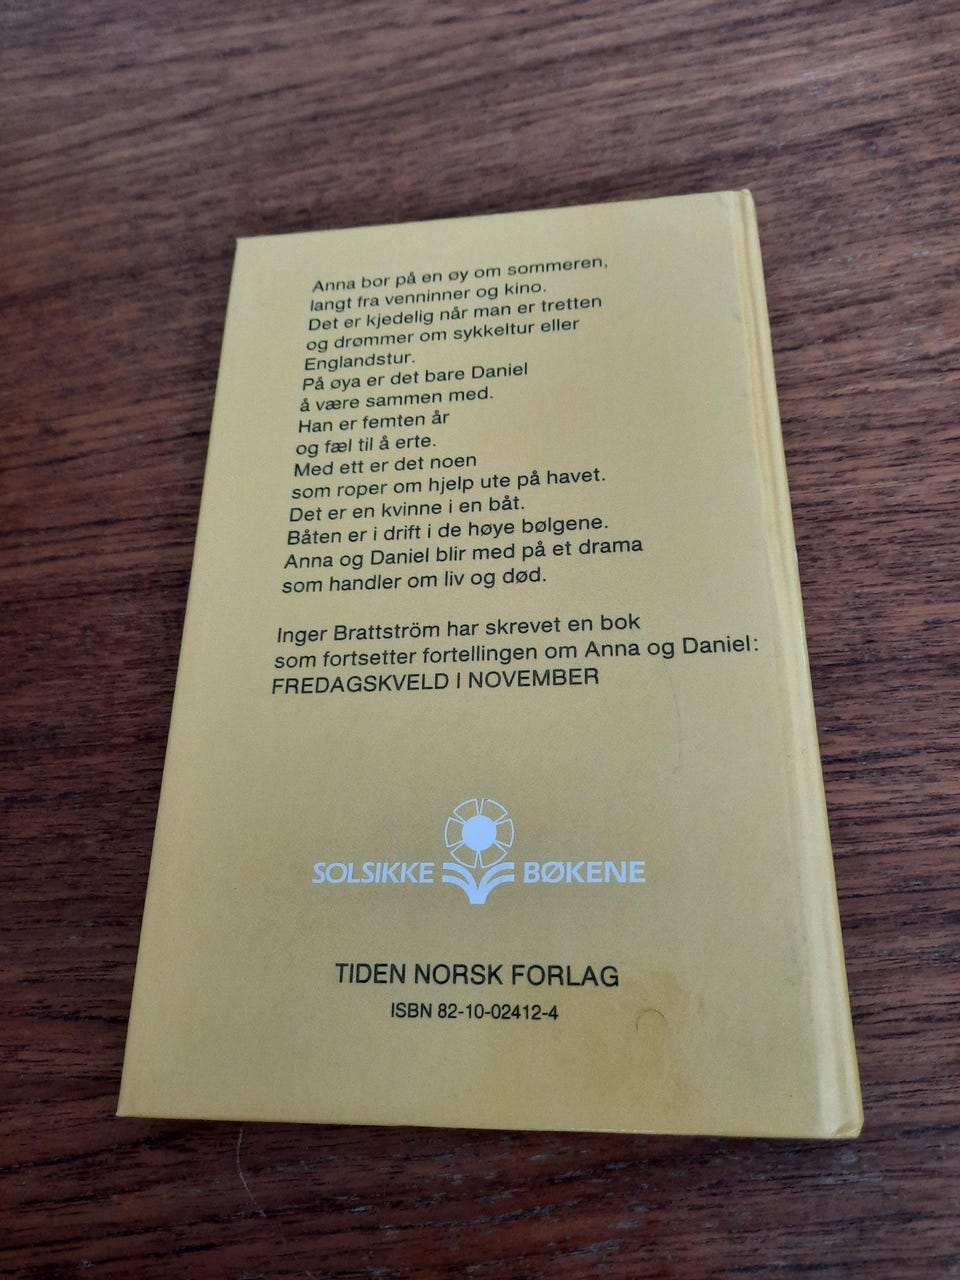 Anna bor på en øy om sommeren,
langt fra venninner og kino.
Det er kjedelig når man er tretten
og drømmer om sykkeltur eller
Englandstur.
På øya er det bare Daniel
å være sammen med.
Han er femten år
og fæl til å erte.
Med ett er det noen
som roper om hjelp ute på havet.
Det er en kvinne i en båt.
Båten er i drift i de høye bølgene.
Anna og Daniel blir med på et drama
som handler om liv og død.
Inger Brattström har skrevet en bok
som fortsetter fortellingen om Anna og Daniel:
FREDAGSKVELD I NOVEMBER
SOLSIKKE BØKENE
TIDEN NORSK FORLAG
ISBN 82-10-02412-4